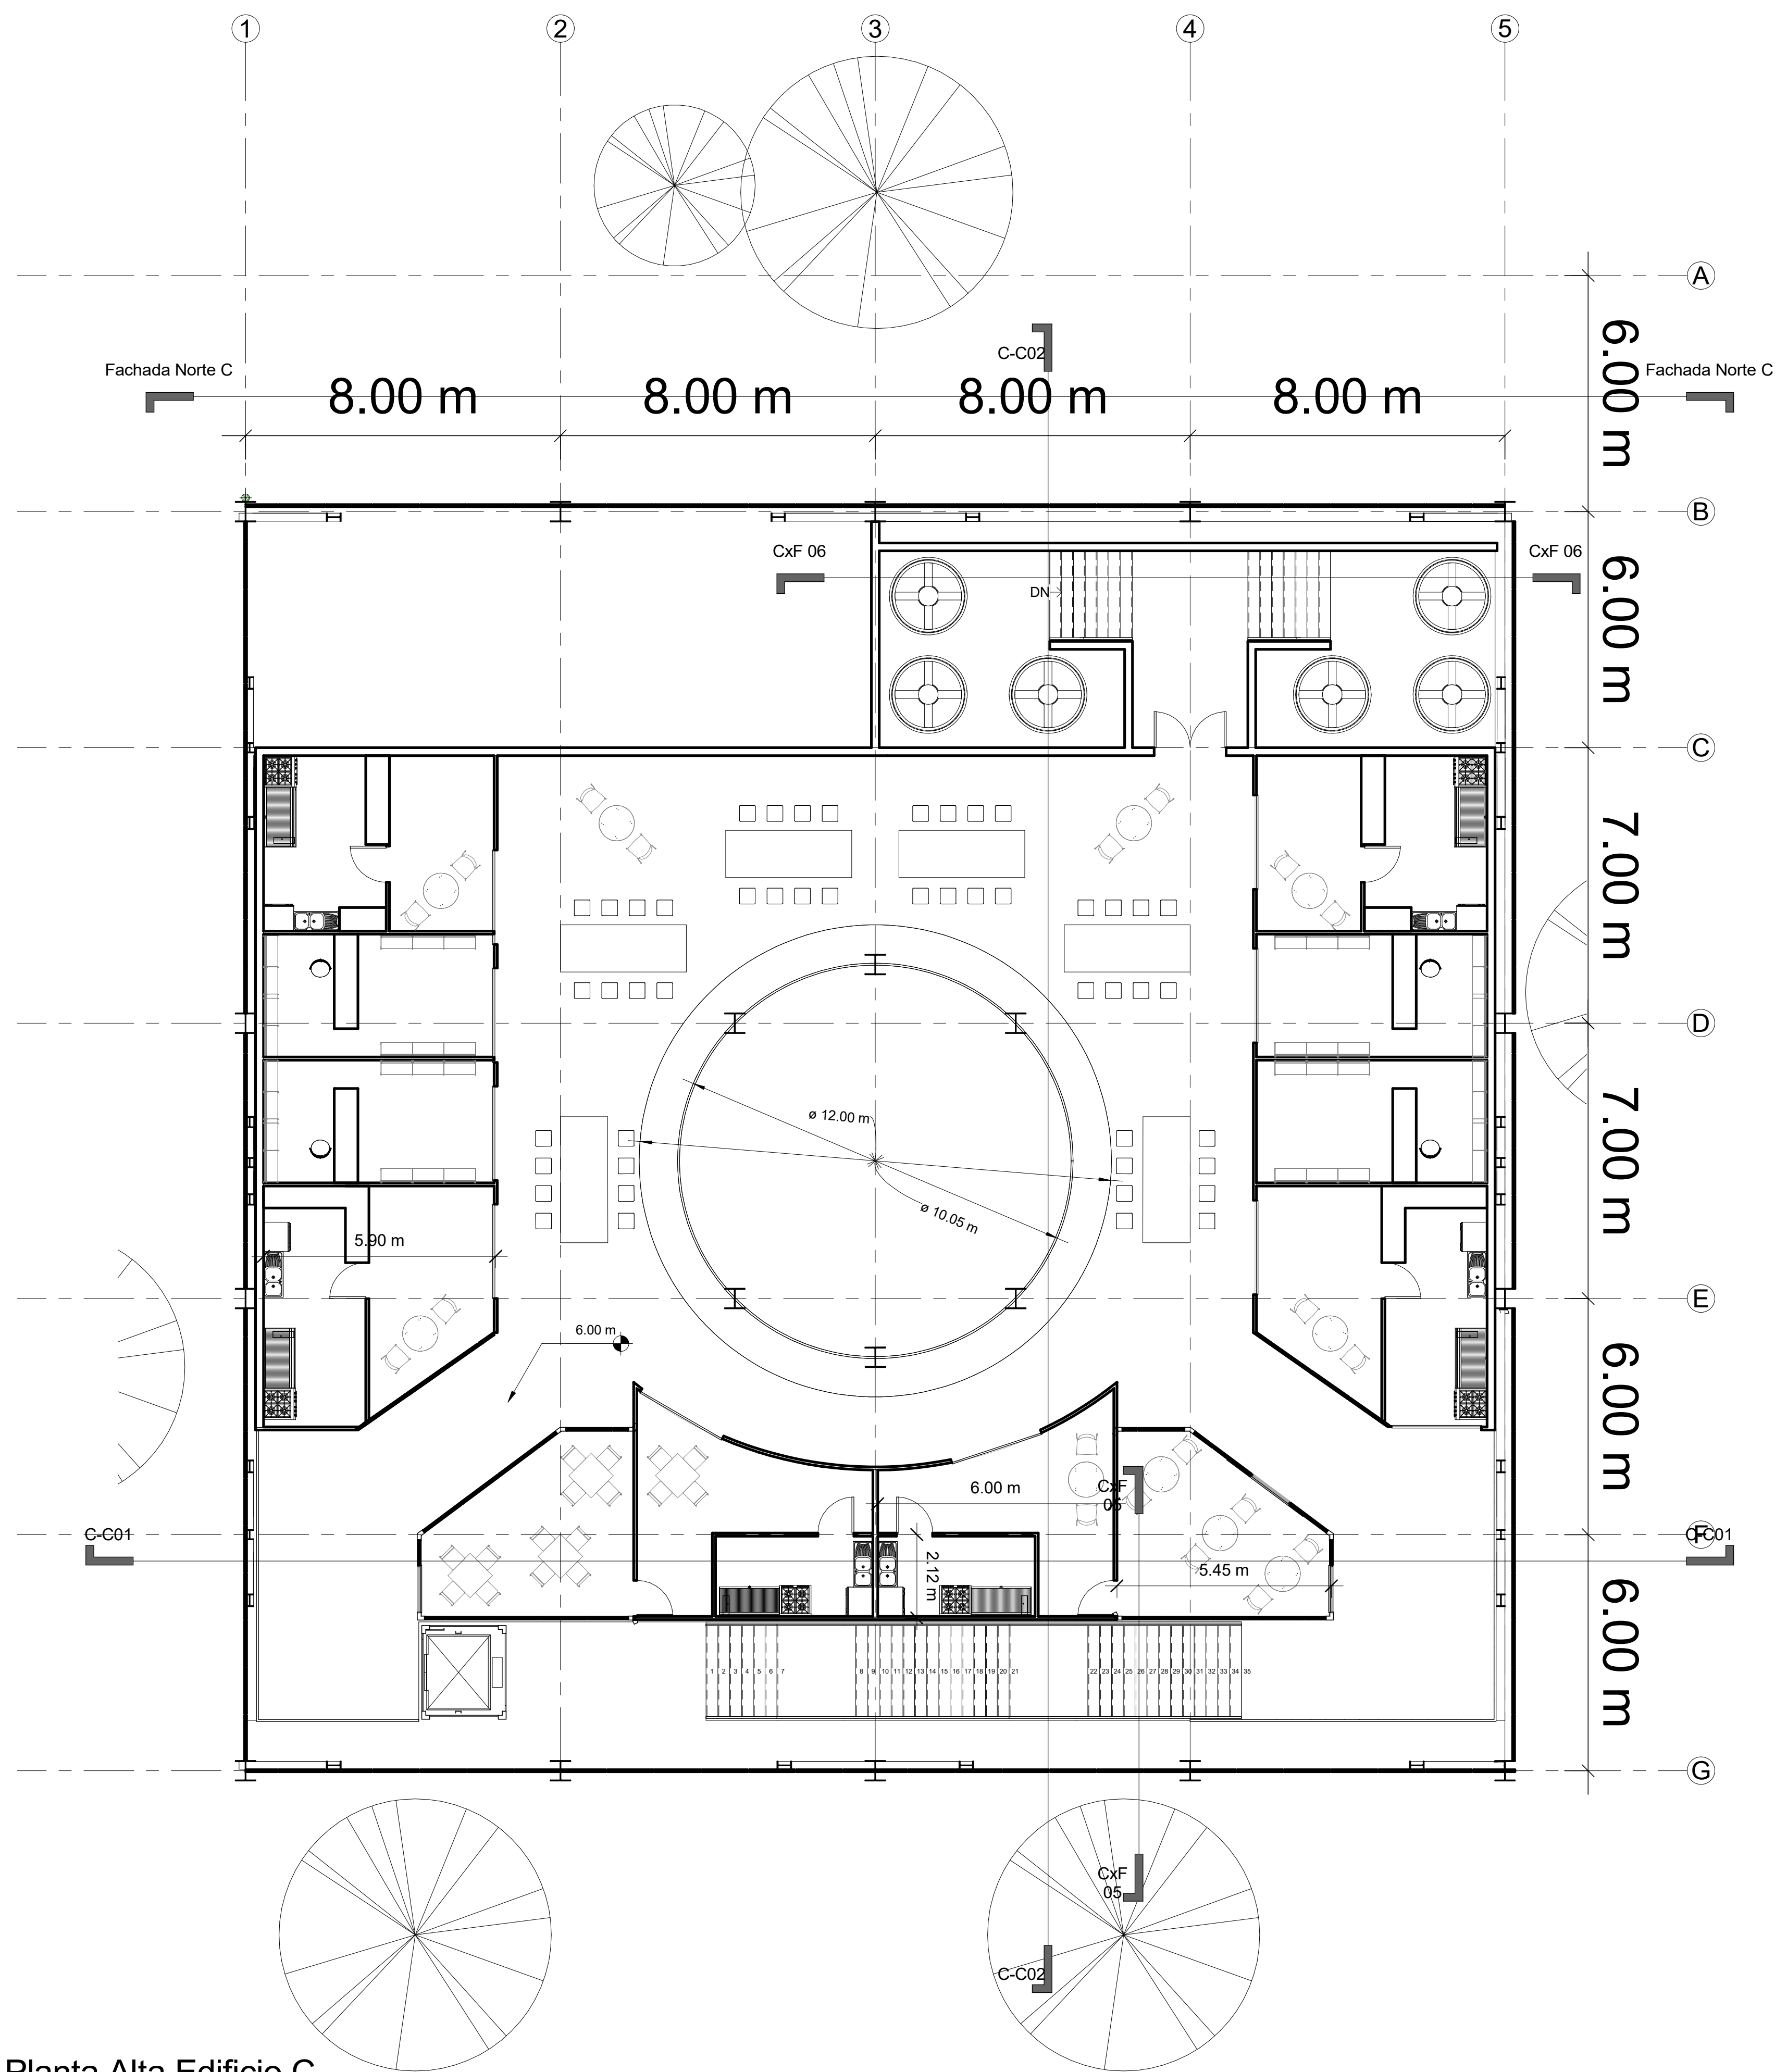 1
2
3
4
5
A
C-C02
Fachada Norte C
Fachada Norte C
8.00 m
8.00 m
8.00 m
8.00 m
6.00 m
B
CxF 06
CxF 06
DN
6.00 m
C
7.00 m
D
ø 12.00 m
7.00 m
ø 10.05 m
5.90 m
E
6.00 m
6.00 m
6.00 m
CxF
05
C-C01
F
C-C01
2.12 m
5.45 m
6.00 m
1 2 3 4 5 6 7 8 9 10 11 12 13 14 15 16 17 18 19 20 21 22 23 24 25 26 27 28 29 30 31 32 33 34 35
G
CxF
05
C-C02
Planta Alta Edificio C